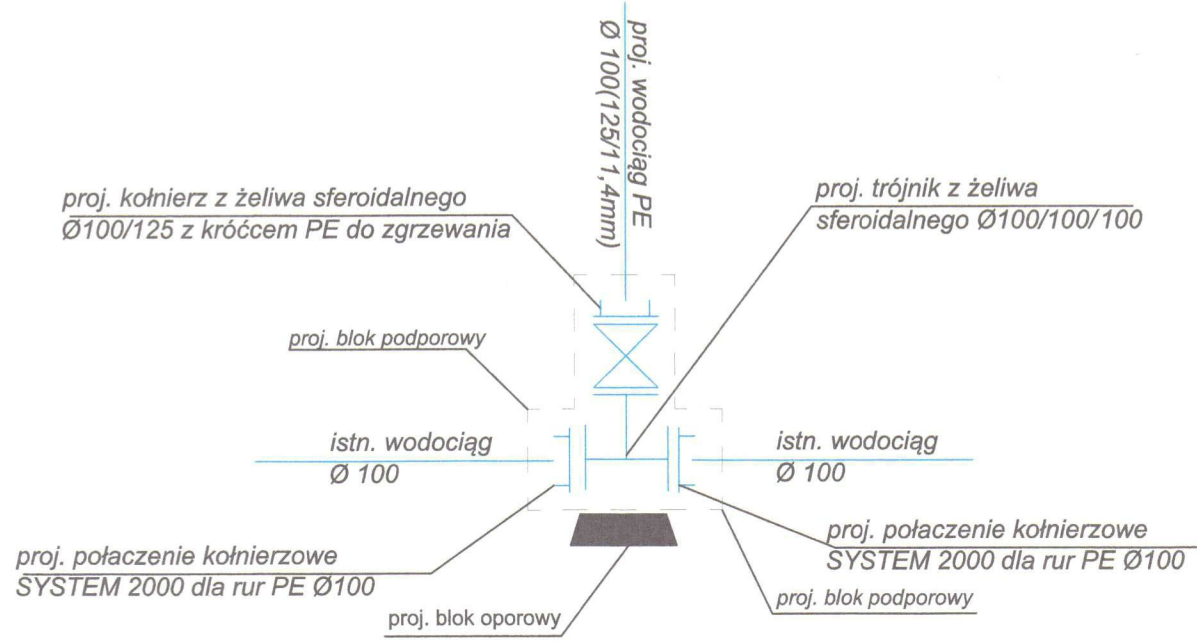 proj. wodociąg PE
Ø 100(125/11,4mm)
proj. kołnierz z żeliwa sferoidalnego
Ø100/125 z króćcem PE do zgrzewania
proj. trójnik z żeliwa
sferoidalnego Ø100/100/100
proj. blok podporowy
istn. wodociąg
Ø 100
istn. wodociąg
Ø 100
proj. połaczenie kołnierzowe
SYSTEM 2000 dla rur PE Ø100
proj. połaczenie kołnierzowe
SYSTEM 2000 dla rur PE Ø100
proj. blok oporowy
proj. blok podporowy